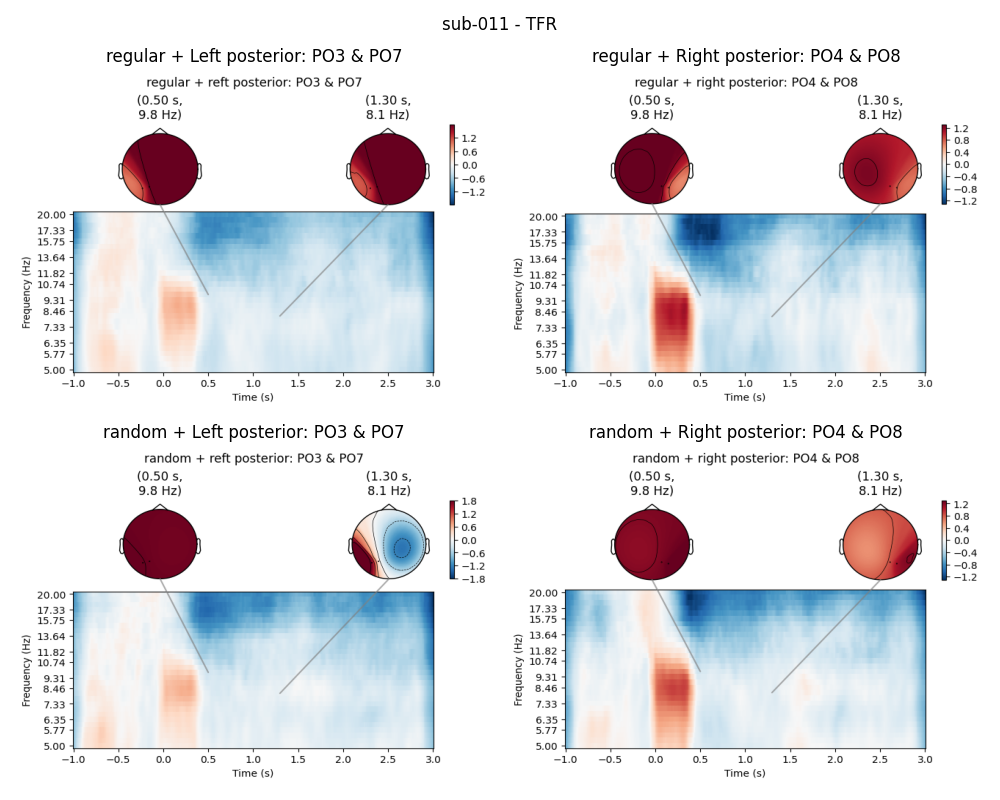 sub-011 - TFR
regular + Left posterior: PO3 & PO7
regular + reft posterior: PO3 & PO7
(0.50 s,
9.8 Hz)
(1.30 s,
8.1 Hz)
1.2
0.6
0.0
−0.6
−1.2
Frequency (Hz)
20.00
17.33
15.75
13.64
11.82
10.74
9.31
8.46
7.33
6.35
5.77
5.00
−1.0 −0.5 0.0 0.5 1.0 1.5 2.0 2.5 3.0
Time (s)
regular + Right posterior: PO4 & PO8
regular + right posterior: PO4 & PO8
(0.50 s,
9.8 Hz)
(1.30 s,
8.1 Hz)
1.2
0.8
0.4
0.0
−0.4
−0.8
−1.2
Frequency (Hz)
20.00
17.33
15.75
13.64
11.82
10.74
9.31
8.46
7.33
6.35
5.77
5.00
−1.0 −0.5 0.0 0.5 1.0 1.5 2.0 2.5 3.0
Time (s)
random + Left posterior: PO3 & PO7
random + reft posterior: PO3 & PO7
(0.50 s,
9.8 Hz)
(1.30 s,
8.1 Hz)
1.8
1.2
0.6
0.0
−0.6
−1.2
−1.8
Frequency (Hz)
20.00
17.33
15.75
13.64
11.82
10.74
9.31
8.46
7.33
6.35
5.77
5.00
−1.0 −0.5 0.0 0.5 1.0 1.5 2.0 2.5 3.0
Time (s)
random + Right posterior: PO4 & PO8
random + right posterior: PO4 & PO8
(0.50 s,
9.8 Hz)
(1.30 s,
8.1 Hz)
1.2
0.8
0.4
0.0
−0.4
−0.8
−1.2
Frequency (Hz)
20.00
17.33
15.75
13.64
11.82
10.74
9.31
8.46
7.33
6.35
5.77
5.00
−1.0 −0.5 0.0 0.5 1.0 1.5 2.0 2.5 3.0
Time (s)